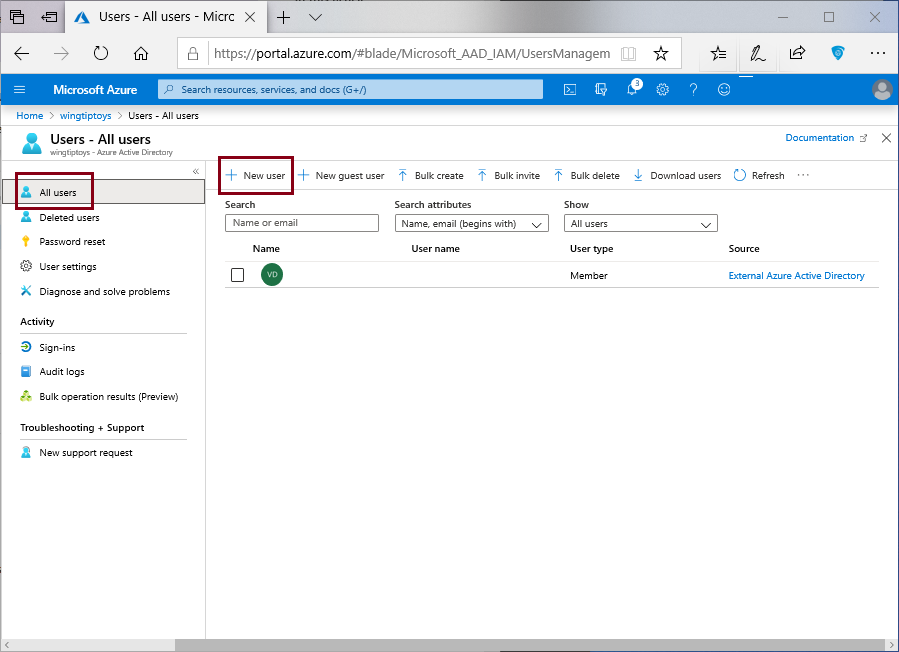 Users - All users - Micro
https://portal.azure.com/#blade/Microsoft_AAD_IAM/UsersManagem
Microsoft Azure
Search resources, services, and docs (G+/)
3
Home > wingtiptoys > Users - All users
Users - All users
wingtiptoys - Azure Active Directory
Documentation
«
All users
Deleted users
Password reset
User settings
Diagnose and solve problems
Activity
Sign-ins
Audit logs
Bulk operation results (Preview)
Troubleshooting + Support
New support request
New user
New guest user
Bulk create
Bulk invite
Bulk delete
Download users
Refresh
Search
Search attributes
Show
Name or email
Name, email (begins with)
All users
Name
User name
User type
Source
VD
Member
External Azure Active Directory